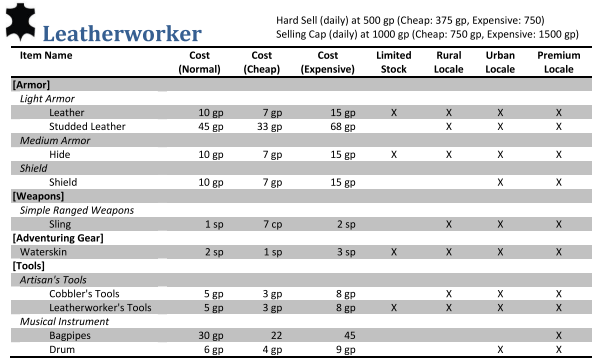 Leatherworker
Hard Sell (daily) at 500 gp (Cheap: 375 gp, Expensive: 750)
Selling Cap (daily) at 1000 gp (Cheap: 750 gp, Expensive: 1500 gp)
Item Name Cost (Normal) Cost (Cheap) Cost (Expensive) Limited Stock Rural Locale Urban Locale Premium Locale
[Armor]
Light Armor
Leather 10 gp 7 gp 15 gp X X X X
Studded Leather 45 gp 33 gp 68 gp X X X
Medium Armor
Hide 10 gp 7 gp 15 gp X X X X
Shield
Shield 10 gp 7 gp 15 gp X X
[Weapons]
Simple Ranged Weapons
Sling 1 sp 7 cp 2 sp X X X
[Adventuring Gear]
Waterskin 2 sp 1 sp 3 sp X X X X
[Tools]
Artisan's Tools
Cobbler's Tools 5 gp 3 gp 8 gp X X X
Leatherworker's Tools 5 gp 3 gp 8 gp X X X X
Musical Instrument
Bagpipes 30 gp 22 45 X
Drum 6 gp 4 gp 9 gp X X